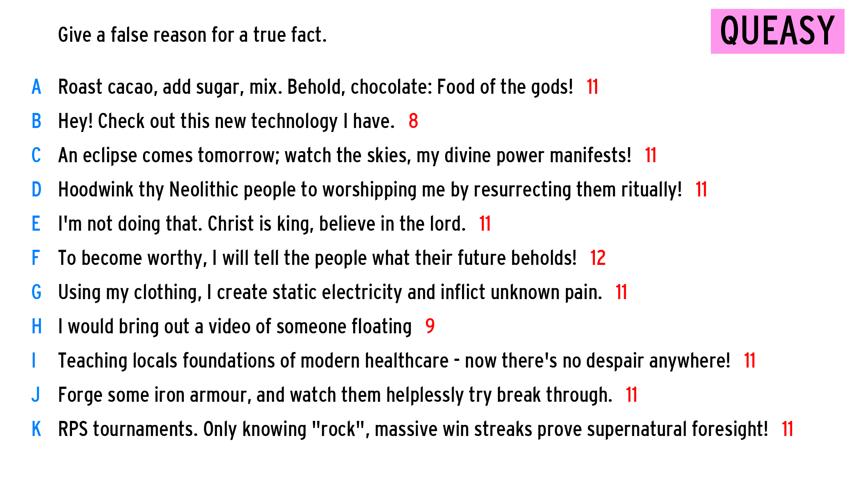 Give a false reason for a true fact.
QUEASY
A Roast cacao, add sugar, mix. Behold, chocolate: Food of the gods! 11
B Hey! Check out this new technology I have. 8
C An eclipse comes tomorrow; watch the skies, my divine power manifests! 11
D Hoodwink thy Neolithic people to worshipping me by resurrecting them ritually! 11
E I'm not doing that. Christ is king, believe in the lord. 11
F To become worthy, I will tell the people what their future beholds! 12
G Using my clothing, I create static electricity and inflict unknown pain. 11
H I would bring out a video of someone floating 9
I Teaching locals foundations of modern healthcare - now there's no despair anywhere! 11
J Forge some iron armour, and watch them helplessly try break through. 11
K RPS tournaments. Only knowing "rock", massive win streaks prove supernatural foresight! 11